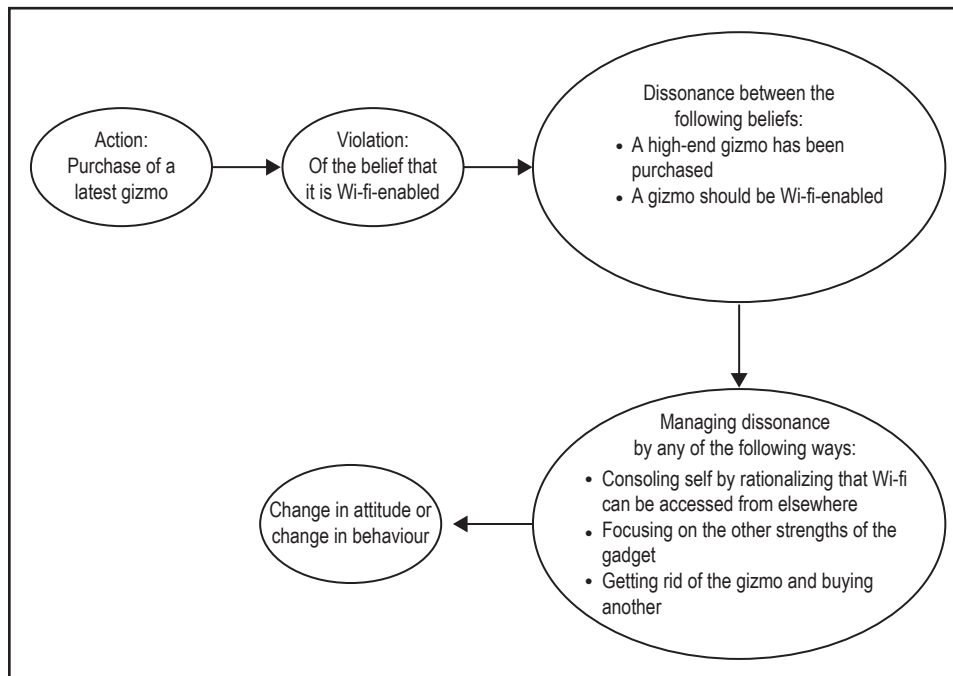 Action:
Purchase of a
latest gizmo
Violation:
Of the belief that
it is Wi-fi-enabled
Dissonance between the
following beliefs:
• A high-end gizmo has been
purchased
• A gizmo should be Wi-fi-enabled
Managing dissonance
by any of the following ways:
• Consoling self by rationalizing that Wi-fi
can be accessed from elsewhere
• Focusing on the other strengths of the
gadget
• Getting rid of the gizmo and buying
another
Change in attitude or
change in behaviour